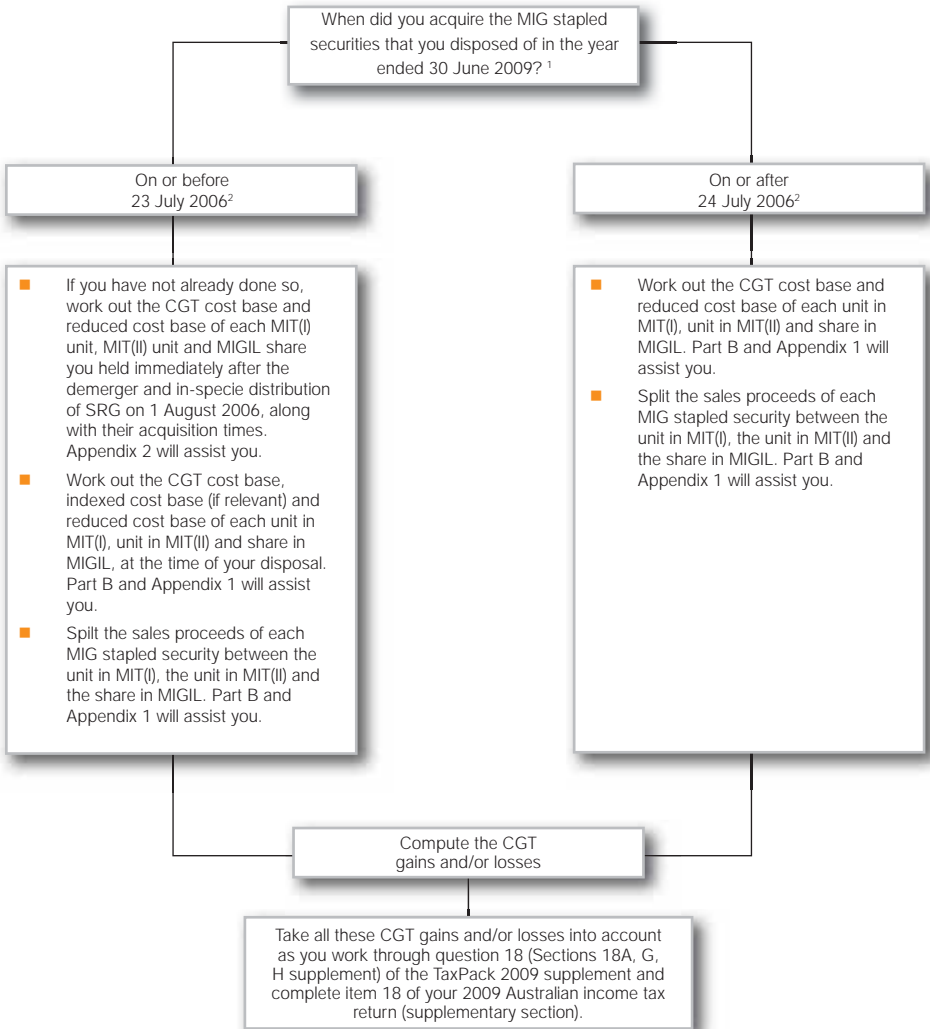 When did you acquire the MIG stapled
securities that you disposed of in the year
ended 30 June 2009? 1
On or before
23 July 20062
On or after
24 July 20062
■ If you have not already done so,
work out the CGT cost base and
reduced cost base of each MIT(I)
unit, MIT(II) unit and MIGIL share
you held immediately after the
demerger and in-specie distribution
of SRG on 1 August 2006, along
with their acquisition times.
Appendix 2 will assist you.
■ Work out the CGT cost base,
indexed cost base (if relevant) and
reduced cost base of each unit in
MIT(I), unit in MIT(II) and share in
MIGIL, at the time of your disposal.
Part B and Appendix 1 will assist
you.
■ Spilt the sales proceeds of each
MIG stapled security between the
unit in MIT(I), the unit in MIT(II) and
the share in MIGIL. Part B and
Appendix 1 will assist you.
■ Work out the CGT cost base and
reduced cost base of each unit in
MIT(I), unit in MIT(II) and share in
MIGIL. Part B and Appendix 1 will
assist you.
■ Split the sales proceeds of each
MIG stapled security between the
unit in MIT(I), the unit in MIT(II) and
the share in MIGIL. Part B and
Appendix 1 will assist you.
Compute the CGT
gains and/or losses
Take all these CGT gains and/or losses into account
as you work through question 18 (Sections 18A, G,
H supplement) of the TaxPack 2009 supplement and
complete item 18 of your 2009 Australian income tax
return (supplementary section).